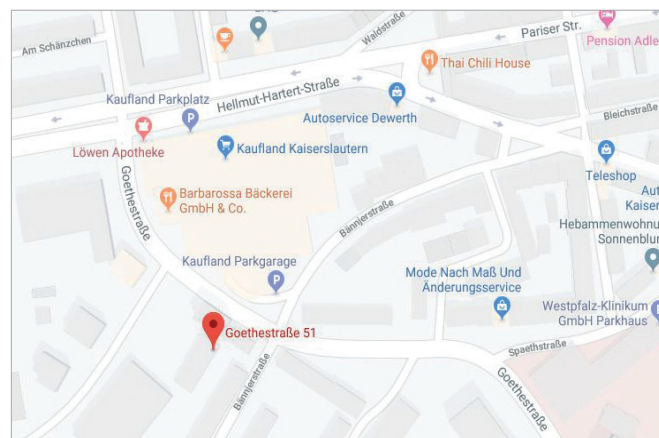 Am Schänzchen
Waldstraße
Pariser Str.
Pension Adle
Thai Chili House
Kaufland Parkplatz
Hellmut-Hartert-Straße
Autoservice Dewerth
Bleichstraße
Löwen Apotheke
Kaufland Kaiserslautern
Teleshop
Goethestraße
Barbarossa Bäckerei
GmbH & Co.
Bännjerstraße
Aut
Kaiser
Hebammenwohnu
Sonnenblu
Kaufland Parkgarage
Mode Nach Maß Und
Änderungsservice
Westpfalz-Klinikum
GmbH Parkhaus
Goethestraße 51
Spaethstraße
Bännjerstraße
Goethestraße